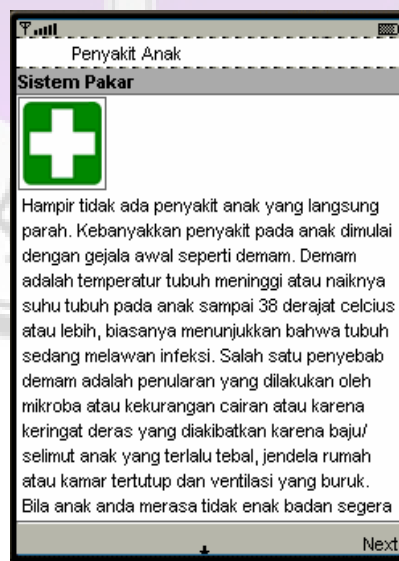 Penyakit Anak
Sistem Pakar
Hampir tidak ada penyakit anak yang langsung
parah. Kebanyakkan penyakit pada anak dimulai
dengan gejala awal seperti demam. Demam
adalah temperatur tubuh meninggi atau naiknya
suhu tubuh pada anak sampai 38 derajat celcius
atau lebih, biasanya menunjukkan bahwa tubuh
sedang melawan infeksi. Salah satu penyebab
demam adalah penularan yang dilakukan oleh
mikroba atau kekurangan cairan atau karena
keringat deras yang diakibatkan karena baju/
selimut anak yang terlalu tebal, jendela rumah
atau kamar tertutup dan ventilasi yang buruk.
Bila anak anda merasa tidak enak badan segera
Next